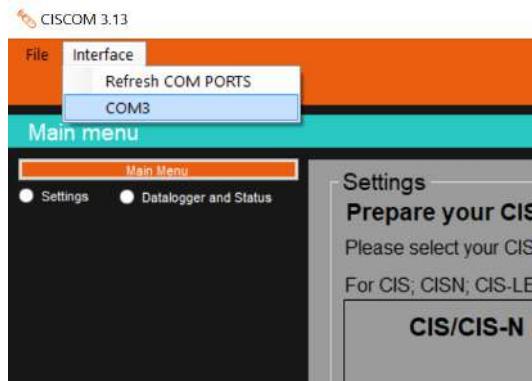 CISCOM 3.13
File Interface
Refresh COM PORTS
COM3
Main menu
Main Menu
Settings Datalogger and Status
Settings
Prepare your CIS
Please select your CIS
For CIS; CISN; CIS-LE
CIS/CIS-N